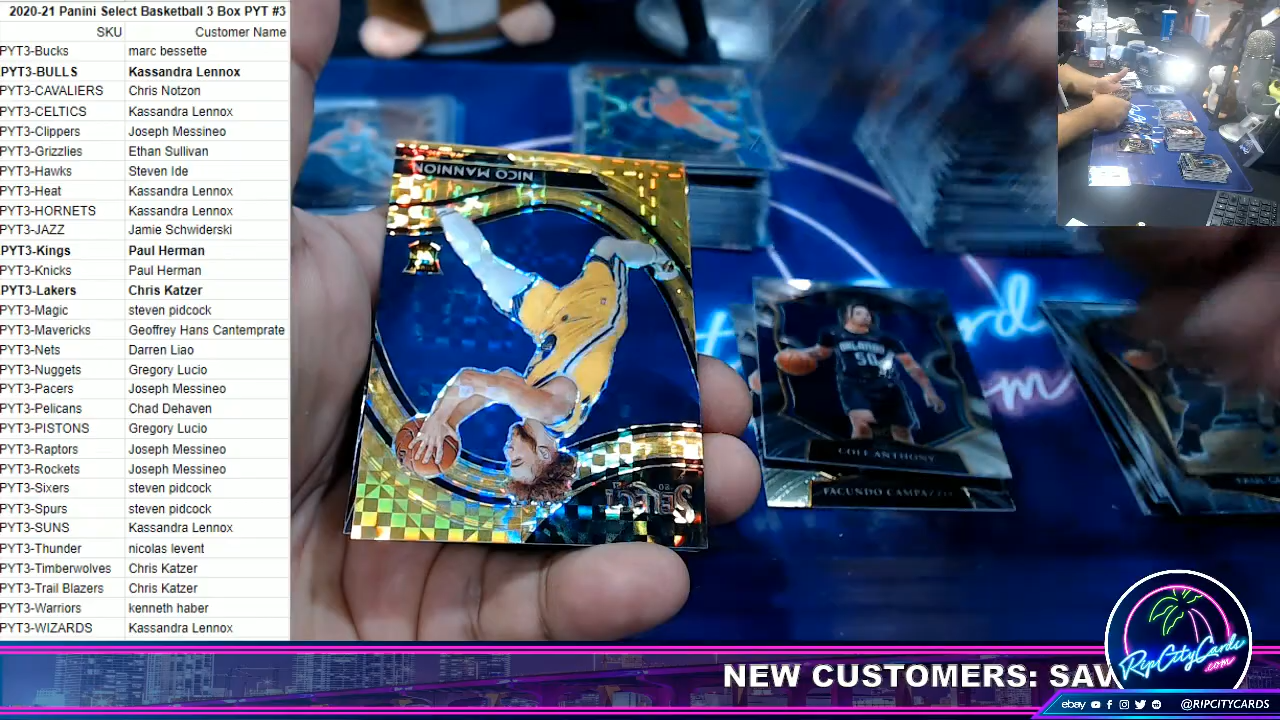 2020-21 Panini Select Basketball 3 Box PYT #3
SKU Customer Name
PYT3-Bucks marc bessette
PYT3-BULLS Kassandra Lennox
PYT3-CAVALIERS Chris Notzon
PYT3-CELTICS Kassandra Lennox
PYT3-Clippers Joseph Messineo
PYT3-Grizzlies Ethan Sullivan
PYT3-Hawks Steven Ide
PYT3-Heat Kassandra Lennox
PYT3-HORNETS Kassandra Lennox
PYT3-JAZZ Jamie Schwiderski
PYT3-Kings Paul Herman
PYT3-Knicks Paul Herman
PYT3-Lakers Chris Katzer
PYT3-Magic steven pidcock
PYT3-Mavericks Geoffrey Hans Cantemprate
PYT3-Nets Darren Liao
PYT3-Nuggets Gregory Lucio
PYT3-Pacers Joseph Messineo
PYT3-Pelicans Chad Dehaven
PYT3-PISTONS Gregory Lucio
PYT3-Raptors Joseph Messineo
PYT3-Rockets Joseph Messineo
PYT3-Sixers steven pidcock
PYT3-Spurs steven pidcock
PYT3-SUNS Kassandra Lennox
PYT3-Thunder nicolas levent
PYT3-Timberwolves Chris Katzer
PYT3-Trail Blazers Chris Katzer
PYT3-Warriors kenneth haber
PYT3-WIZARDS Kassandra Lennox
NICO MANNION
SELECT
20
21
ORLANDO
50
COLE ANTHONY
FACUNDO CAMPAZZO
NEW CUSTOMERS: SAV
RipCityCards
.com
ebay
@RIPCITYCARDS